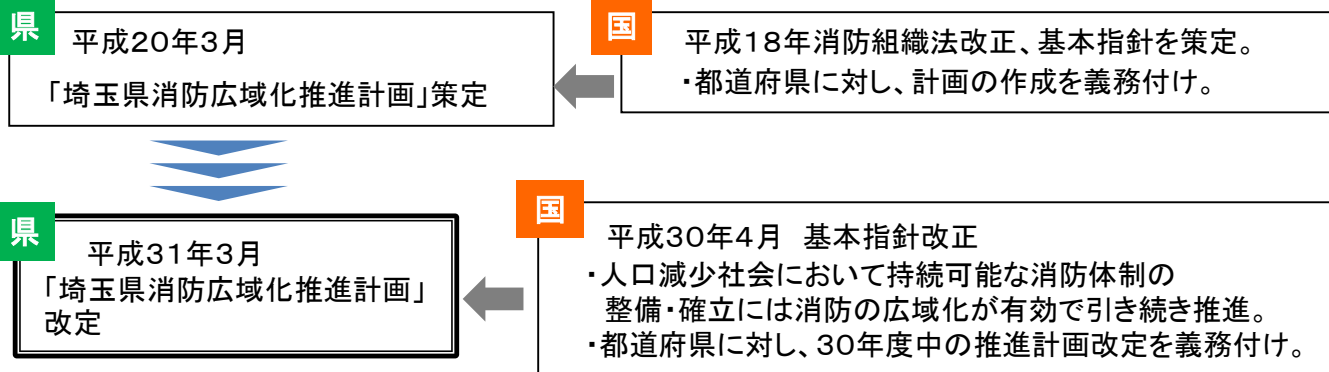 県
平成20年3月
「埼玉県消防広域化推進計画」策定
国
平成18年消防組織法改正、基本指針を策定。
・都道府県に対し、計画の作成を義務付け。
県
平成31年3月
「埼玉県消防広域化推進計画」
改定
国
平成30年4月 基本指針改正
・人口減少社会において持続可能な消防体制の
整備・確立には消防の広域化が有効で引き続き推進。
・都道府県に対し、30年度中の推進計画改定を義務付け。